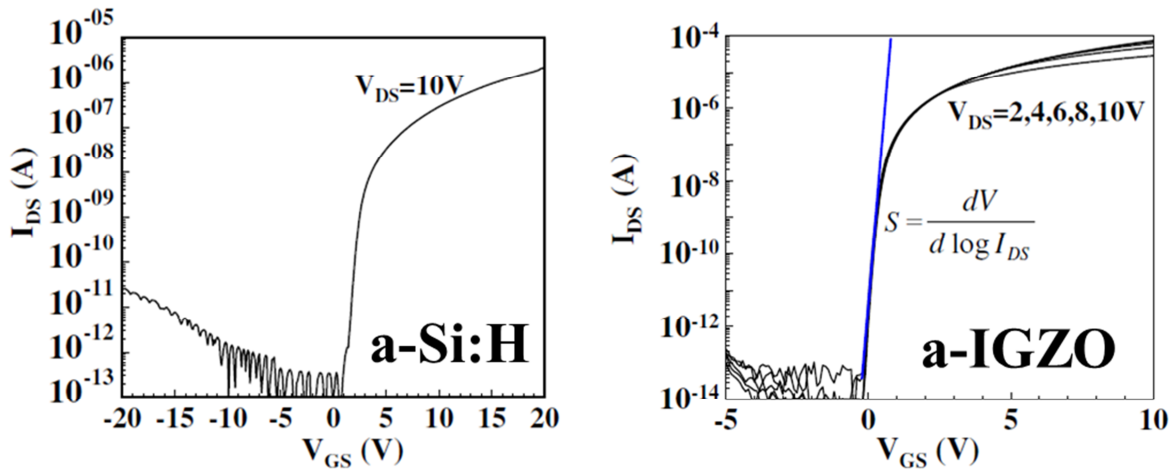 10^-05
10^-06
10^-07
10^-08
10^-09
10^-10
10^-11
10^-12
10^-13
I_DS (A)
V_DS=10V
a-Si:H
-20 -15 -10 -5 0 5 10 15 20
V_GS (V)
10^-4
10^-6
10^-8
10^-10
10^-12
10^-14
I_DS (A)
V_DS=2,4,6,8,10V
S = dV / d log I_DS
a-IGZO
-5 0 5 10
V_GS (V)